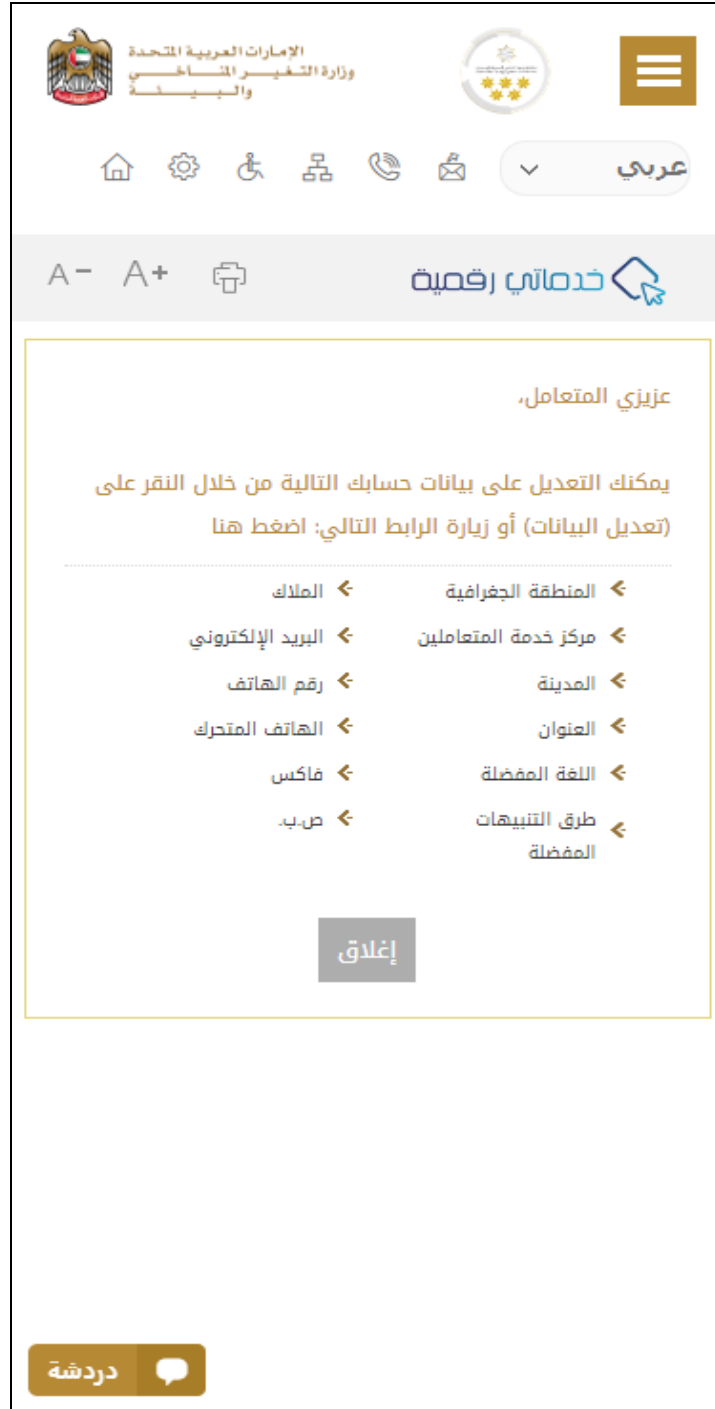 الإمارات العربية المتحدة
وزارة التغير المناخي
والبيئة
عربي
A- A+
خدماتي رقمية
عزيزي المتعامل،
يمكنك التعديل على بيانات حسابك التالية من خلال النقر على
(تعديل البيانات) أو زيارة الرابط التالي: اضغط هنا
المنطقة الجغرافية
الملاك
مركز خدمة المتعاملين
البريد الإلكتروني
المدينة
رقم الهاتف
العنوان
الهاتف المتحرك
اللغة المفضلة
فاكس
طرق التنبيهات
المفضلة
ص.ب.
إغلاق
دردشة